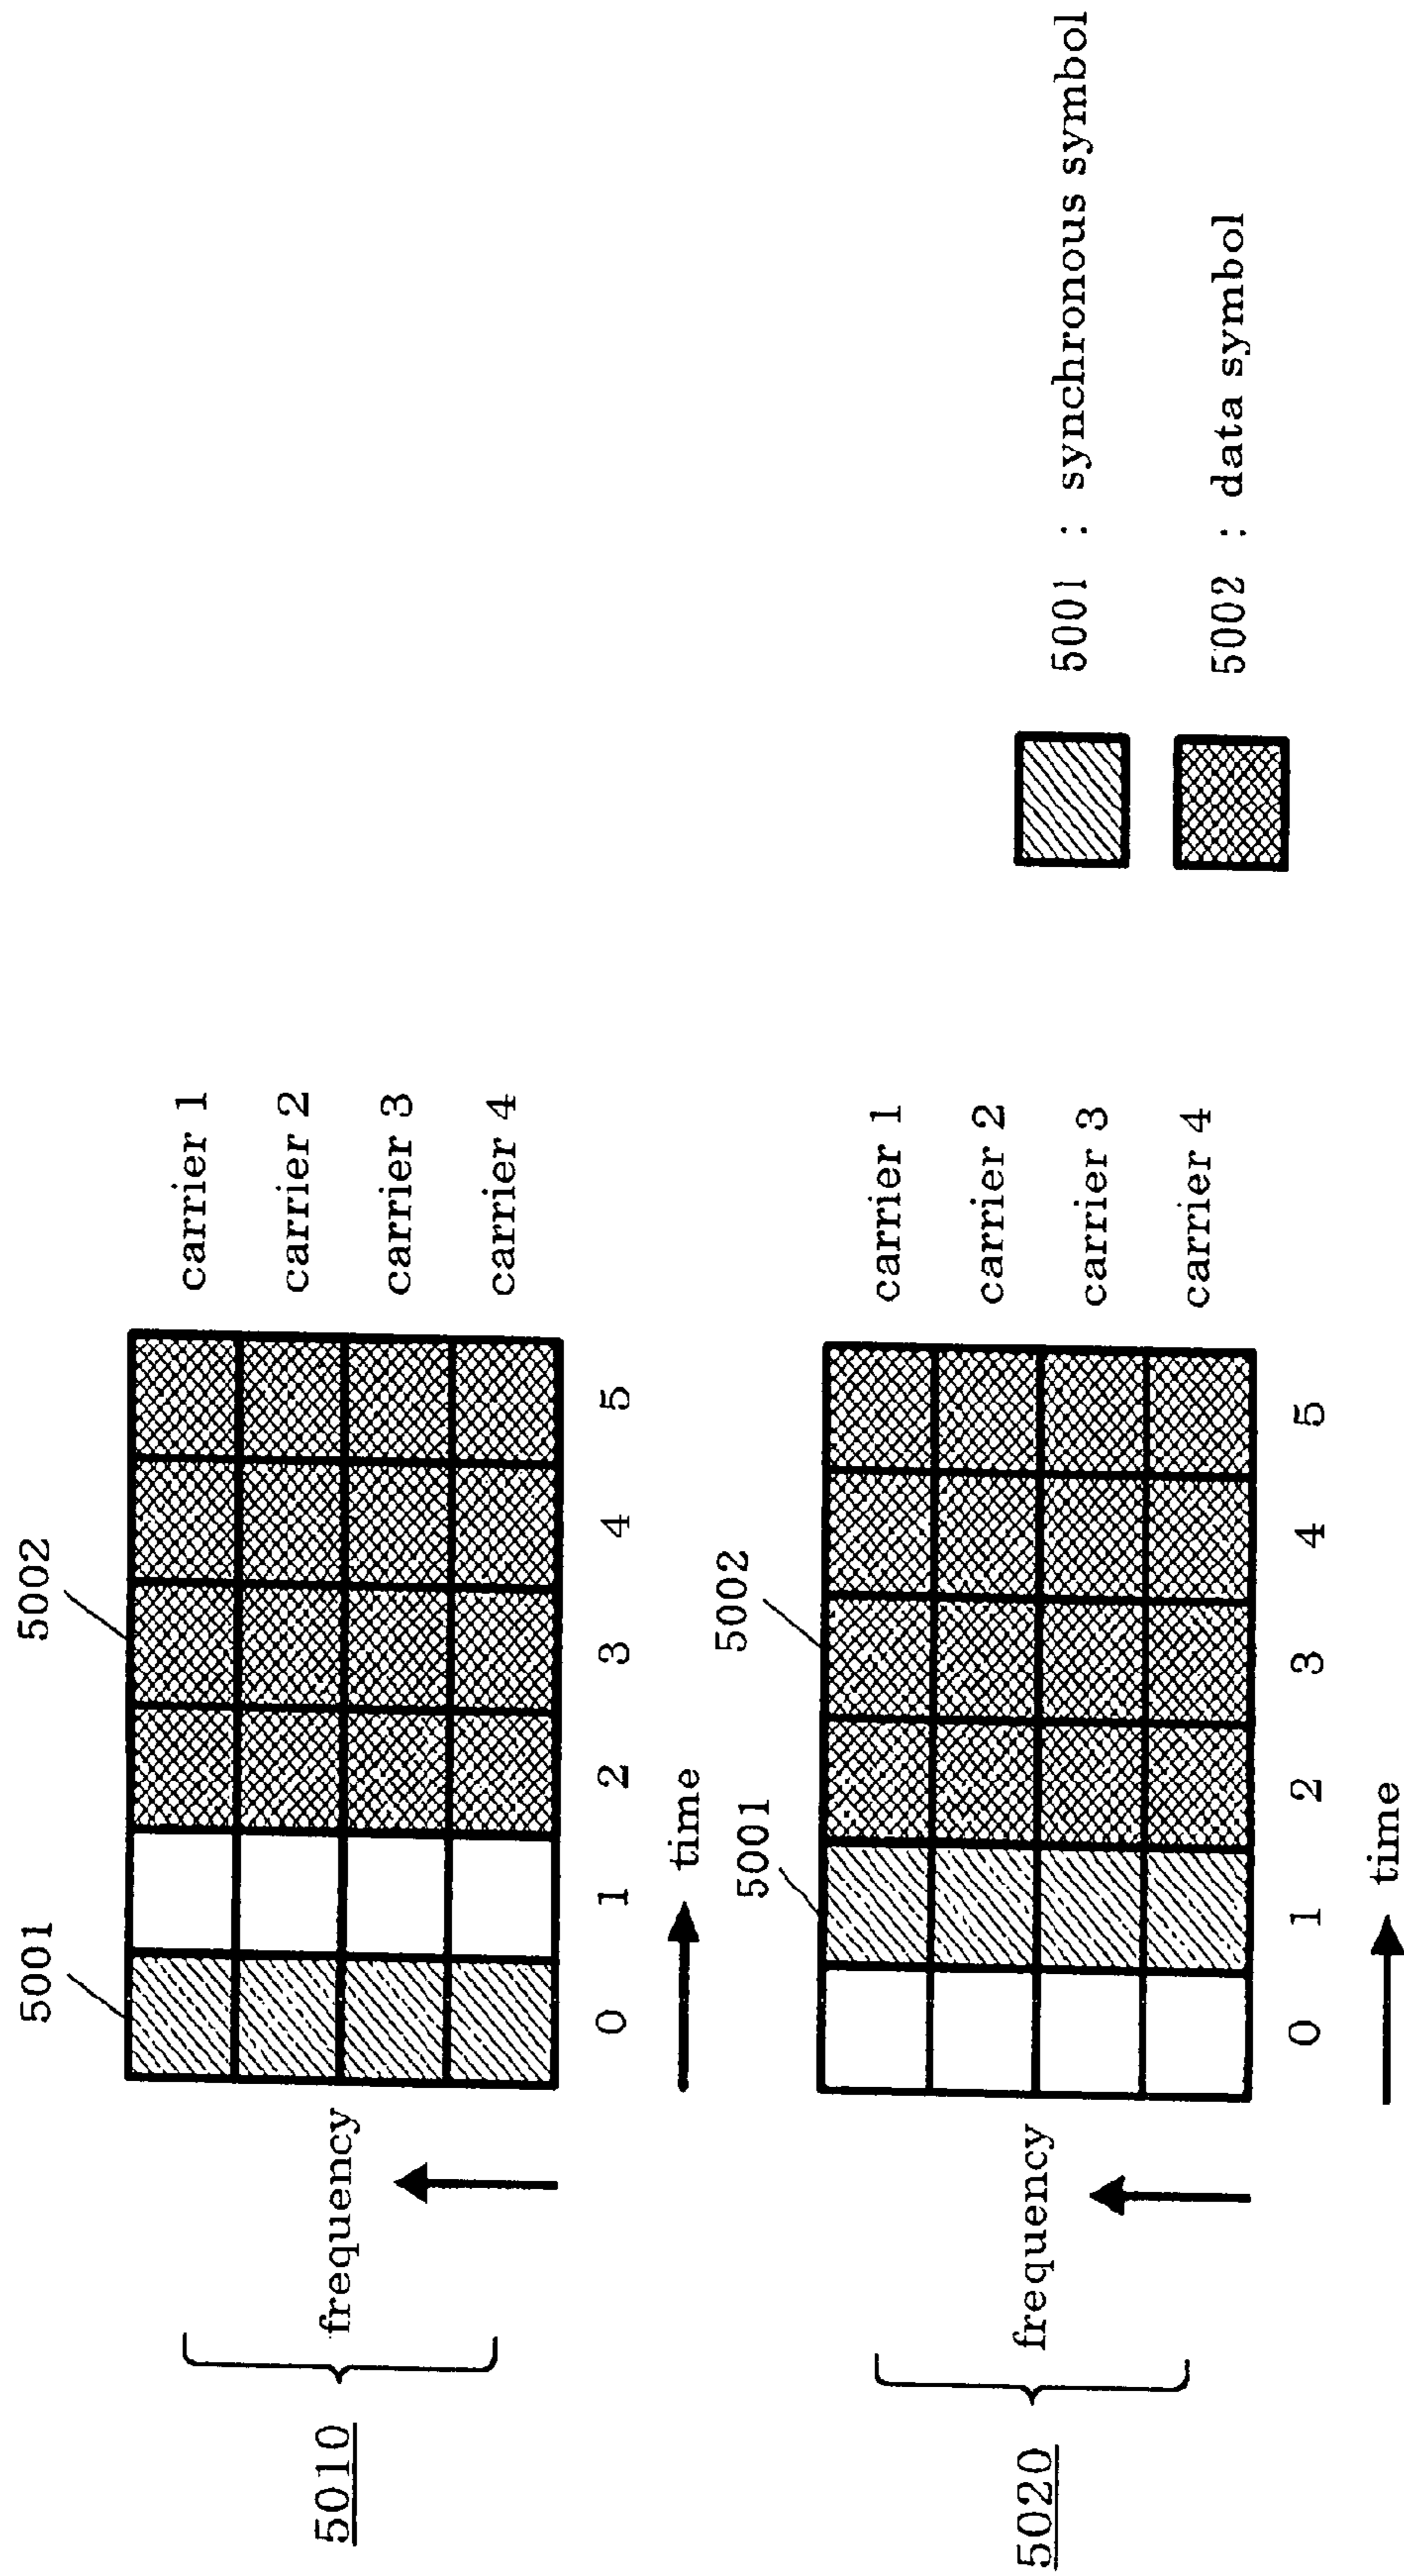 5001
5002
5010
frequency
carrier 1
carrier 2
carrier 3
carrier 4
0 1 2 3 4 5
time
5001
5002
5020
frequency
carrier 1
carrier 2
carrier 3
carrier 4
0 1 2 3 4 5
time
5001 : synchronous symbol
5002 : data symbol